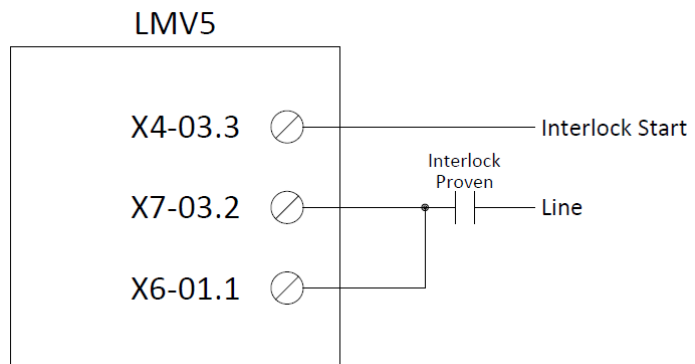 LMV5
X4-03.3
Interlock Start
Interlock
Proven
X7-03.2
Line
X6-01.1